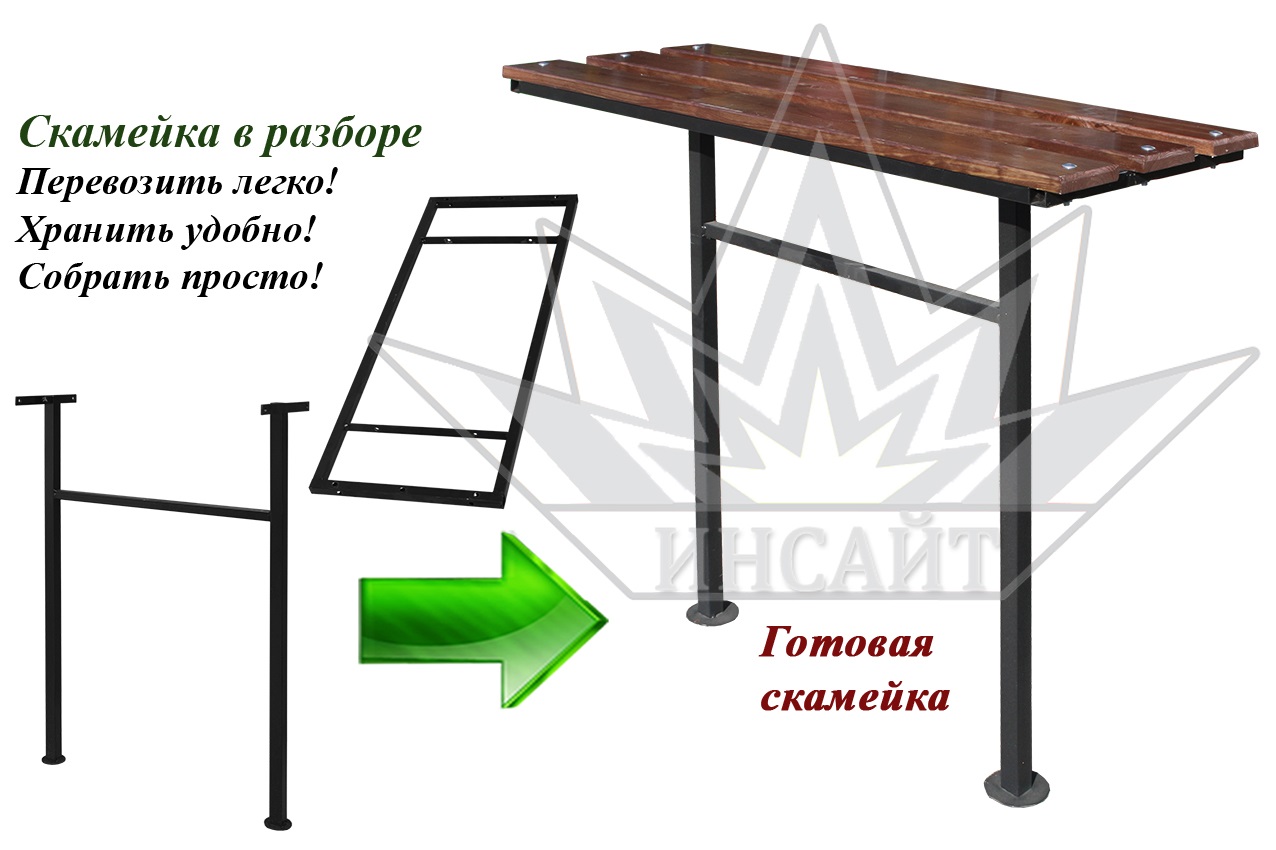 Скамейка в разборе
Перевозить легко!
Хранить удобно!
Собрать просто!
ИНСАЙТ
Готовая
скамейка